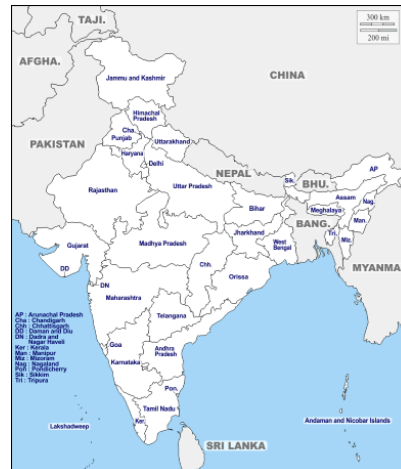 TAJI.
300 km
200 mi
AFGHA.
CHINA
Jammu and Kashmir
Himachal
Pradesh
Cha.
Punjab
Uttarakhand
PAKISTAN
Haryana
Delhi
NEPAL
Sik.
BHU.
AP
Rajasthan
Uttar Pradesh
Assam
Nag.
Bihar
Meghalaya
Man.
BANG.
Jharkhand
West
Bengal
Tri.
Miz.
Gujarat
Madhya Pradesh
MYANMAR
DD
Chh.
Orissa
DN
Maharashtra
AP : Arunachal Pradesh
Cha : Chandigarh
Chh : Chhattisgarh
DD : Daman and Diu
DN : Dadra and
Nagar Haveli
Ker : Kerala
Man : Manipur
Miz : Mizoram
Nag : Nagaland
Pon : Pondicherry
Sik : Sikkim
Tri : Tripura
Telangana
Goa
Andhra
Pradesh
Karnataka
Pon.
Tamil Nadu
Ker.
Lakshadweep
Andaman and Nicobar Islands
SRI LANKA